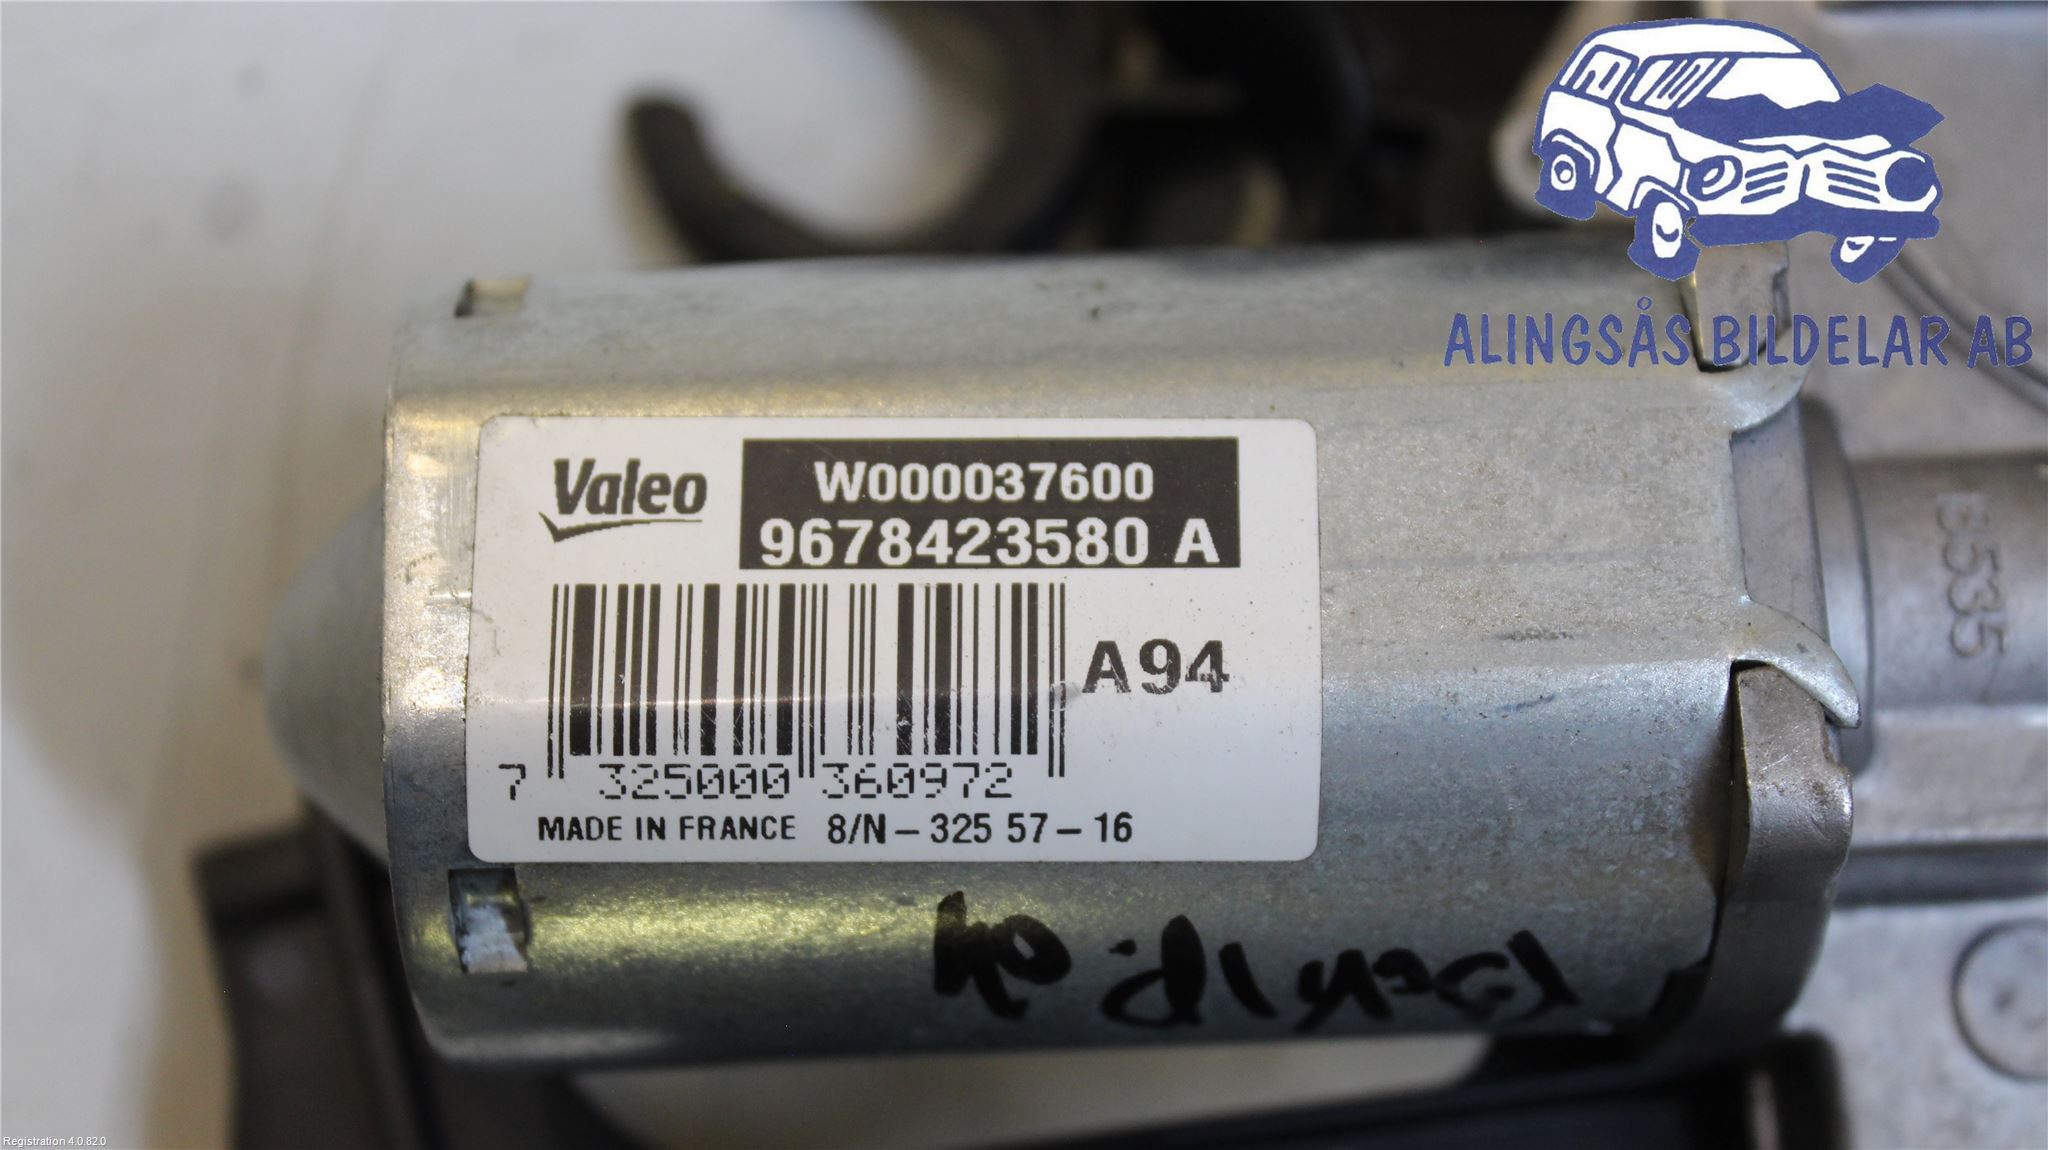 ALINGSÅS BILDELAR AB
Valeo
W000037600
9678423580 A
A94
7 325000 360972
MADE IN FRANCE 8/N - 325 57 - 16
B535
Registration 4.0.82.0